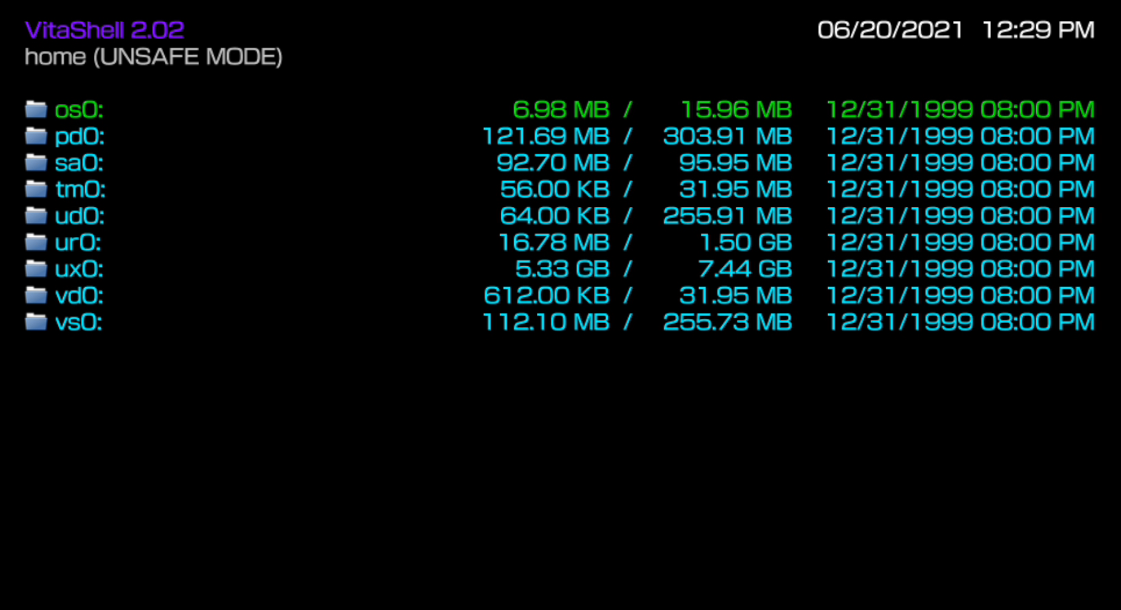 VitaShell 2.02 06/20/2021 12:29 PM
home (UNSAFE MODE)
os0: 6.98 MB / 15.96 MB 12/31/1999 08:00 PM
pd0: 121.69 MB / 303.91 MB 12/31/1999 08:00 PM
sa0: 92.70 MB / 95.95 MB 12/31/1999 08:00 PM
tm0: 56.00 KB / 31.95 MB 12/31/1999 08:00 PM
ud0: 64.00 KB / 255.91 MB 12/31/1999 08:00 PM
ur0: 16.78 MB / 1.50 GB 12/31/1999 08:00 PM
ux0: 5.33 GB / 7.44 GB 12/31/1999 08:00 PM
vd0: 612.00 KB / 31.95 MB 12/31/1999 08:00 PM
vs0: 112.10 MB / 255.73 MB 12/31/1999 08:00 PM